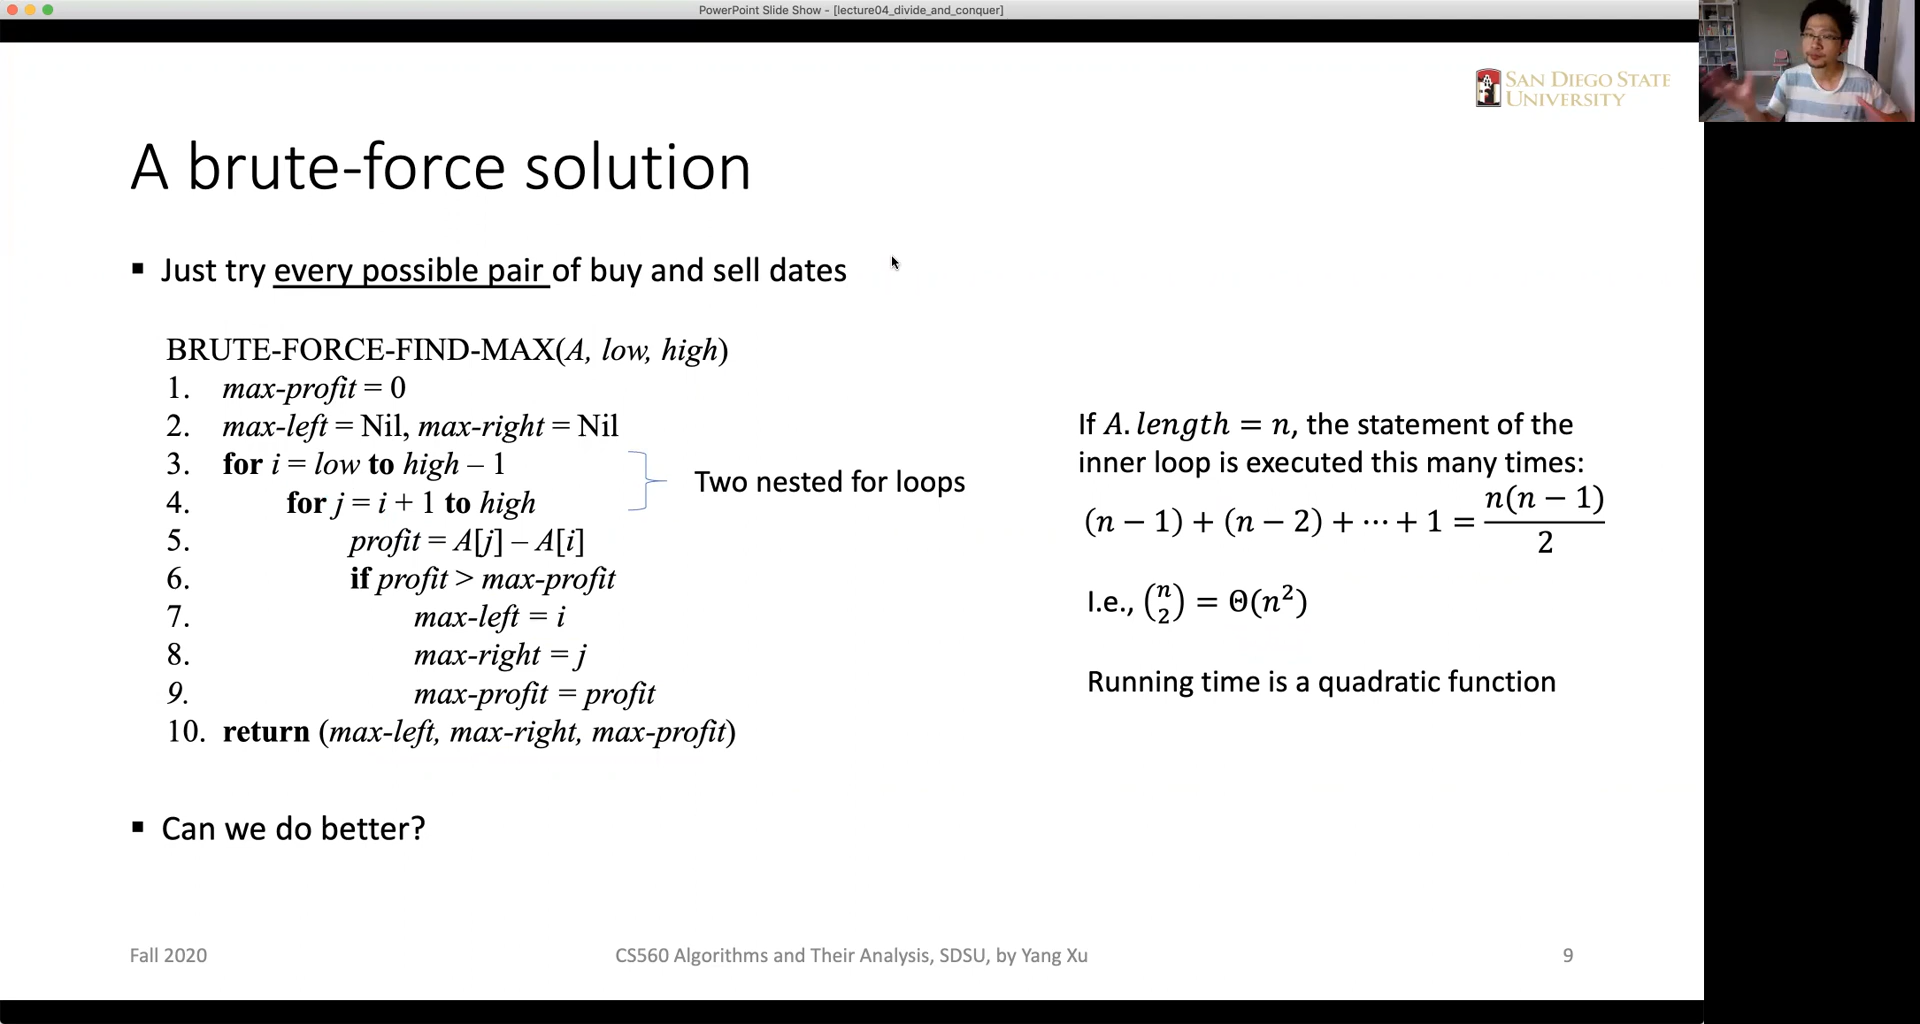 PowerPoint Slide Show - [lecture04_divide_and_conquer]
SAN DIEGO STATE
UNIVERSITY
A brute-force solution
▪ Just try every possible pair of buy and sell dates
BRUTE-FORCE-FIND-MAX(A, low, high)
1. max-profit = 0
2. max-left = Nil, max-right = Nil
3. for i = low to high – 1
4. for j = i + 1 to high
5. profit = A[j] – A[i]
6. if profit > max-profit
7. max-left = i
8. max-right = j
9. max-profit = profit
10. return (max-left, max-right, max-profit)
Two nested for loops
If A.length = n, the statement of the
inner loop is executed this many times:
(n − 1) + (n − 2) + ⋯ + 1 = n(n − 1)/2
I.e., (n 2) = Θ(n²)
Running time is a quadratic function
▪ Can we do better?
Fall 2020
CS560 Algorithms and Their Analysis, SDSU, by Yang Xu
9